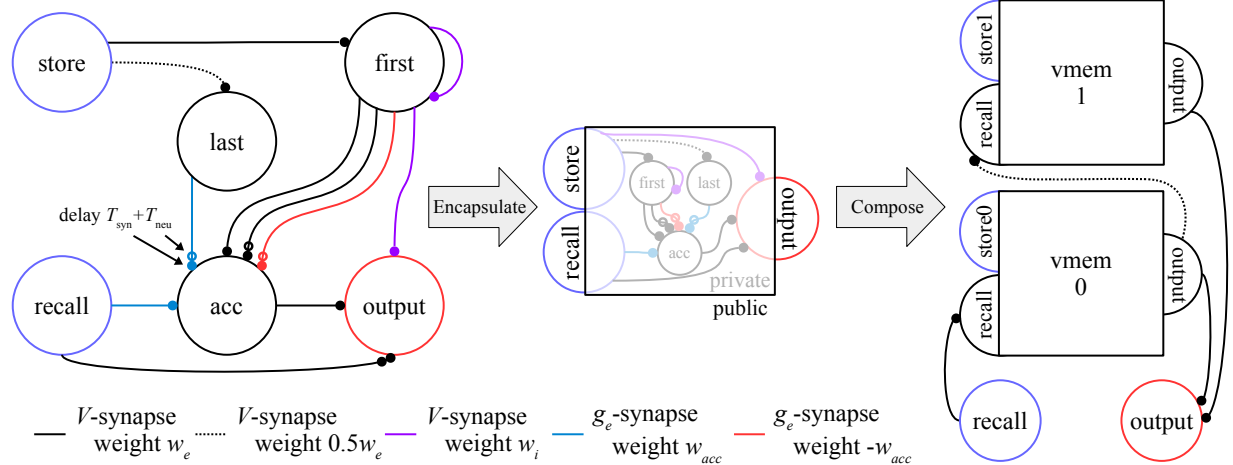 store
first
last
delay T_syn+T_neu
recall
acc
output
Encapsulate
store
recall
first
last
acc
output
private
public
Compose
store1
recall
vmem
1
output
store0
recall
vmem
0
output
recall
output
V-synapse
weight w_e
V-synapse
weight 0.5w_e
V-synapse
weight w_i
g_e-synapse
weight w_acc
g_e-synapse
weight -w_acc